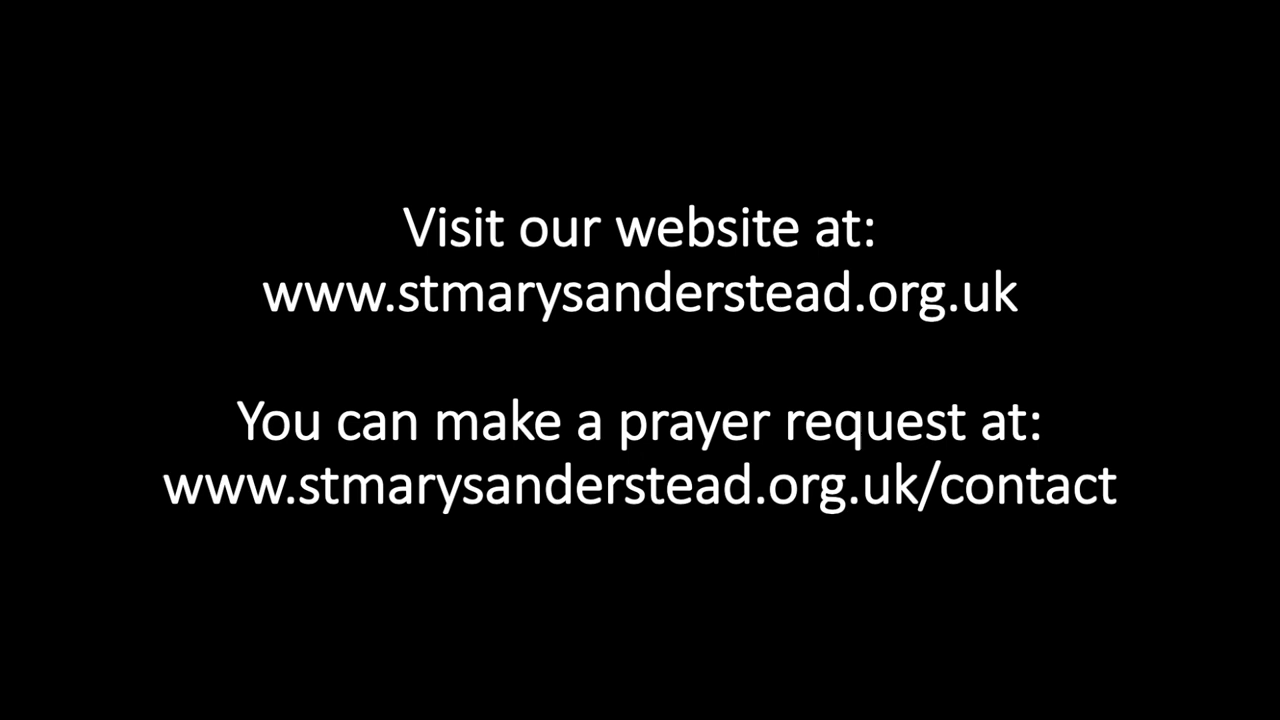 Visit our website at:
www.stmarysanderstead.org.uk
You can make a prayer request at:
www.stmarysanderstead.org.uk/contact